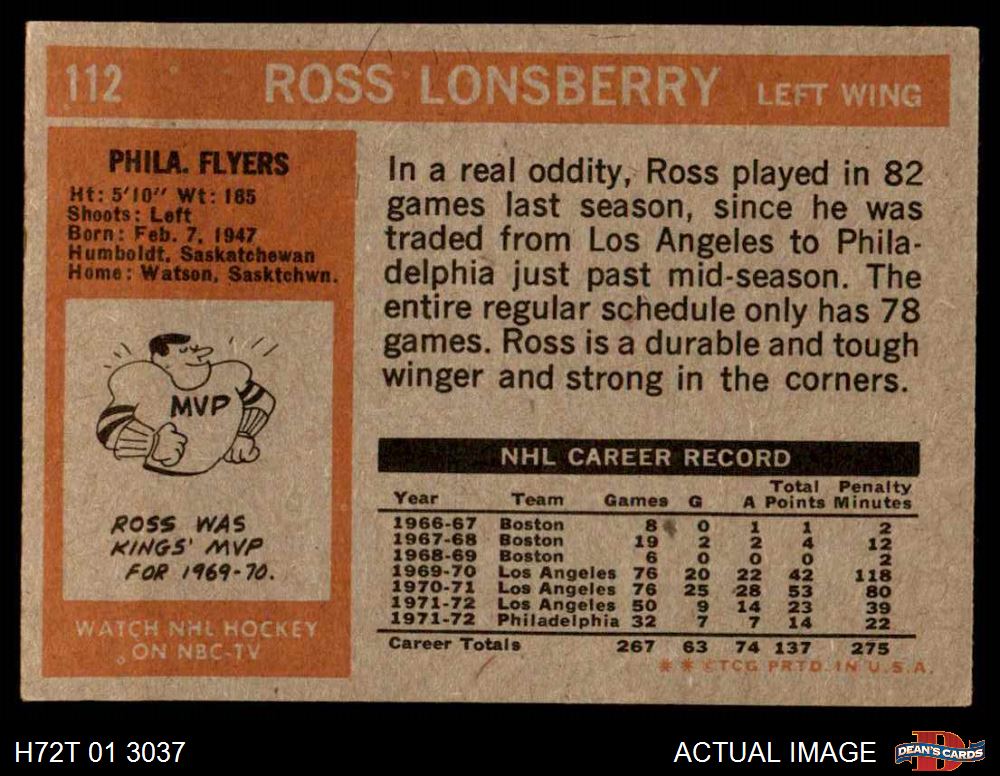 112 ROSS LONSBERRY LEFT WING
PHILA. FLYERS
Ht: 5'10" Wt: 165
Shoots: Left
Born: Feb. 7, 1947
Humboldt, Saskatchewan
Home: Watson, Sasktchwn.
MVP
ROSS WAS
KINGS' MVP
FOR 1969-70.
WATCH NHL HOCKEY
ON NBC-TV
In a real oddity, Ross played in 82
games last season, since he was
traded from Los Angeles to Phila-
delphia just past mid-season. The
entire regular schedule only has 78
games. Ross is a durable and tough
winger and strong in the corners.
NHL CAREER RECORD
Total Penalty
Year Team Games G A Points Minutes
1966-67 Boston 8 0 1 1 2
1967-68 Boston 19 2 2 4 12
1968-69 Boston 6 0 0 0 2
1969-70 Los Angeles 76 20 22 42 118
1970-71 Los Angeles 76 25 28 53 80
1971-72 Los Angeles 50 9 14 23 39
1971-72 Philadelphia 32 7 7 14 22
Career Totals 267 63 74 137 275
* * ©TCG PRTD. IN U.S.A.
H72T 01 3037 ACTUAL IMAGE DEAN'S CARDS